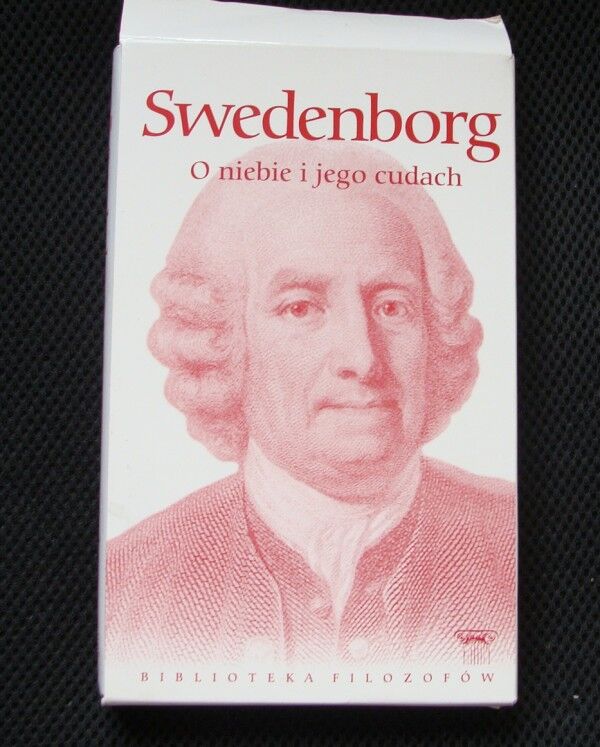 Swedenborg
O niebie i jego cudach
BIBLIOTEKA FILOZOFÓW